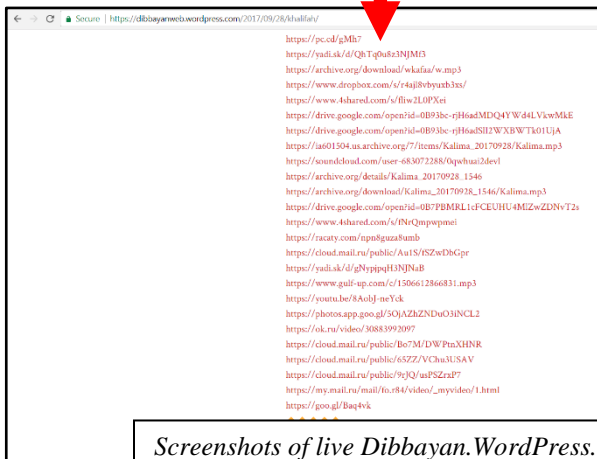 Secure | https://dibbayanweb.wordpress.com/2017/09/28/khalifah/
https://pc.cd/gMh7
https://yadi.sk/d/QhTq0u8z3NJMf3
https://archive.org/download/wkafaa/w.mp3
https://www.dropbox.com/s/r4ajl8vbyuxb3xs/
https://www.4shared.com/s/fliw2L0PXei
https://drive.google.com/open?id=0B93bc-rjH6adMDQ4YWd4LVkwMkE
https://drive.google.com/open?id=0B93bc-rjH6adSlI2WXBWTk01UjA
https://ia601504.us.archive.org/7/items/Kalima_20170928/Kalima.mp3
https://soundcloud.com/user-683072288/0qwhuai2devl
https://archive.org/details/Kalima_20170928_1546
https://archive.org/download/Kalima_20170928_1546/Kalima.mp3
https://drive.google.com/open?id=0B7PBMRL1cFCEUHU4MlZwZDNvT2s
https://www.4shared.com/s/fNrQmpwpmei
https://racaty.com/npn8guza8umb
https://cloud.mail.ru/public/Au1S/fSZwDbGpr
https://yadi.sk/d/gNypjpqH3NJNaB
https://www.gulf-up.com/c/1506612866831.mp3
https://youtu.be/8AobJ-neYck
https://photos.app.goo.gl/5OjAZhZNDuO3iNCL2
https://ok.ru/video/30883992097
https://cloud.mail.ru/public/Bo7M/DWPtnXHNR
https://cloud.mail.ru/public/65ZZ/VChu3USAV
https://cloud.mail.ru/public/9rJQ/usPSZrxP7
https://my.mail.ru/mail/fo.r84/video/_myvideo/1.html
https://goo.gl/Baq4vk
Screenshots of live Dibbayan.WordPress.